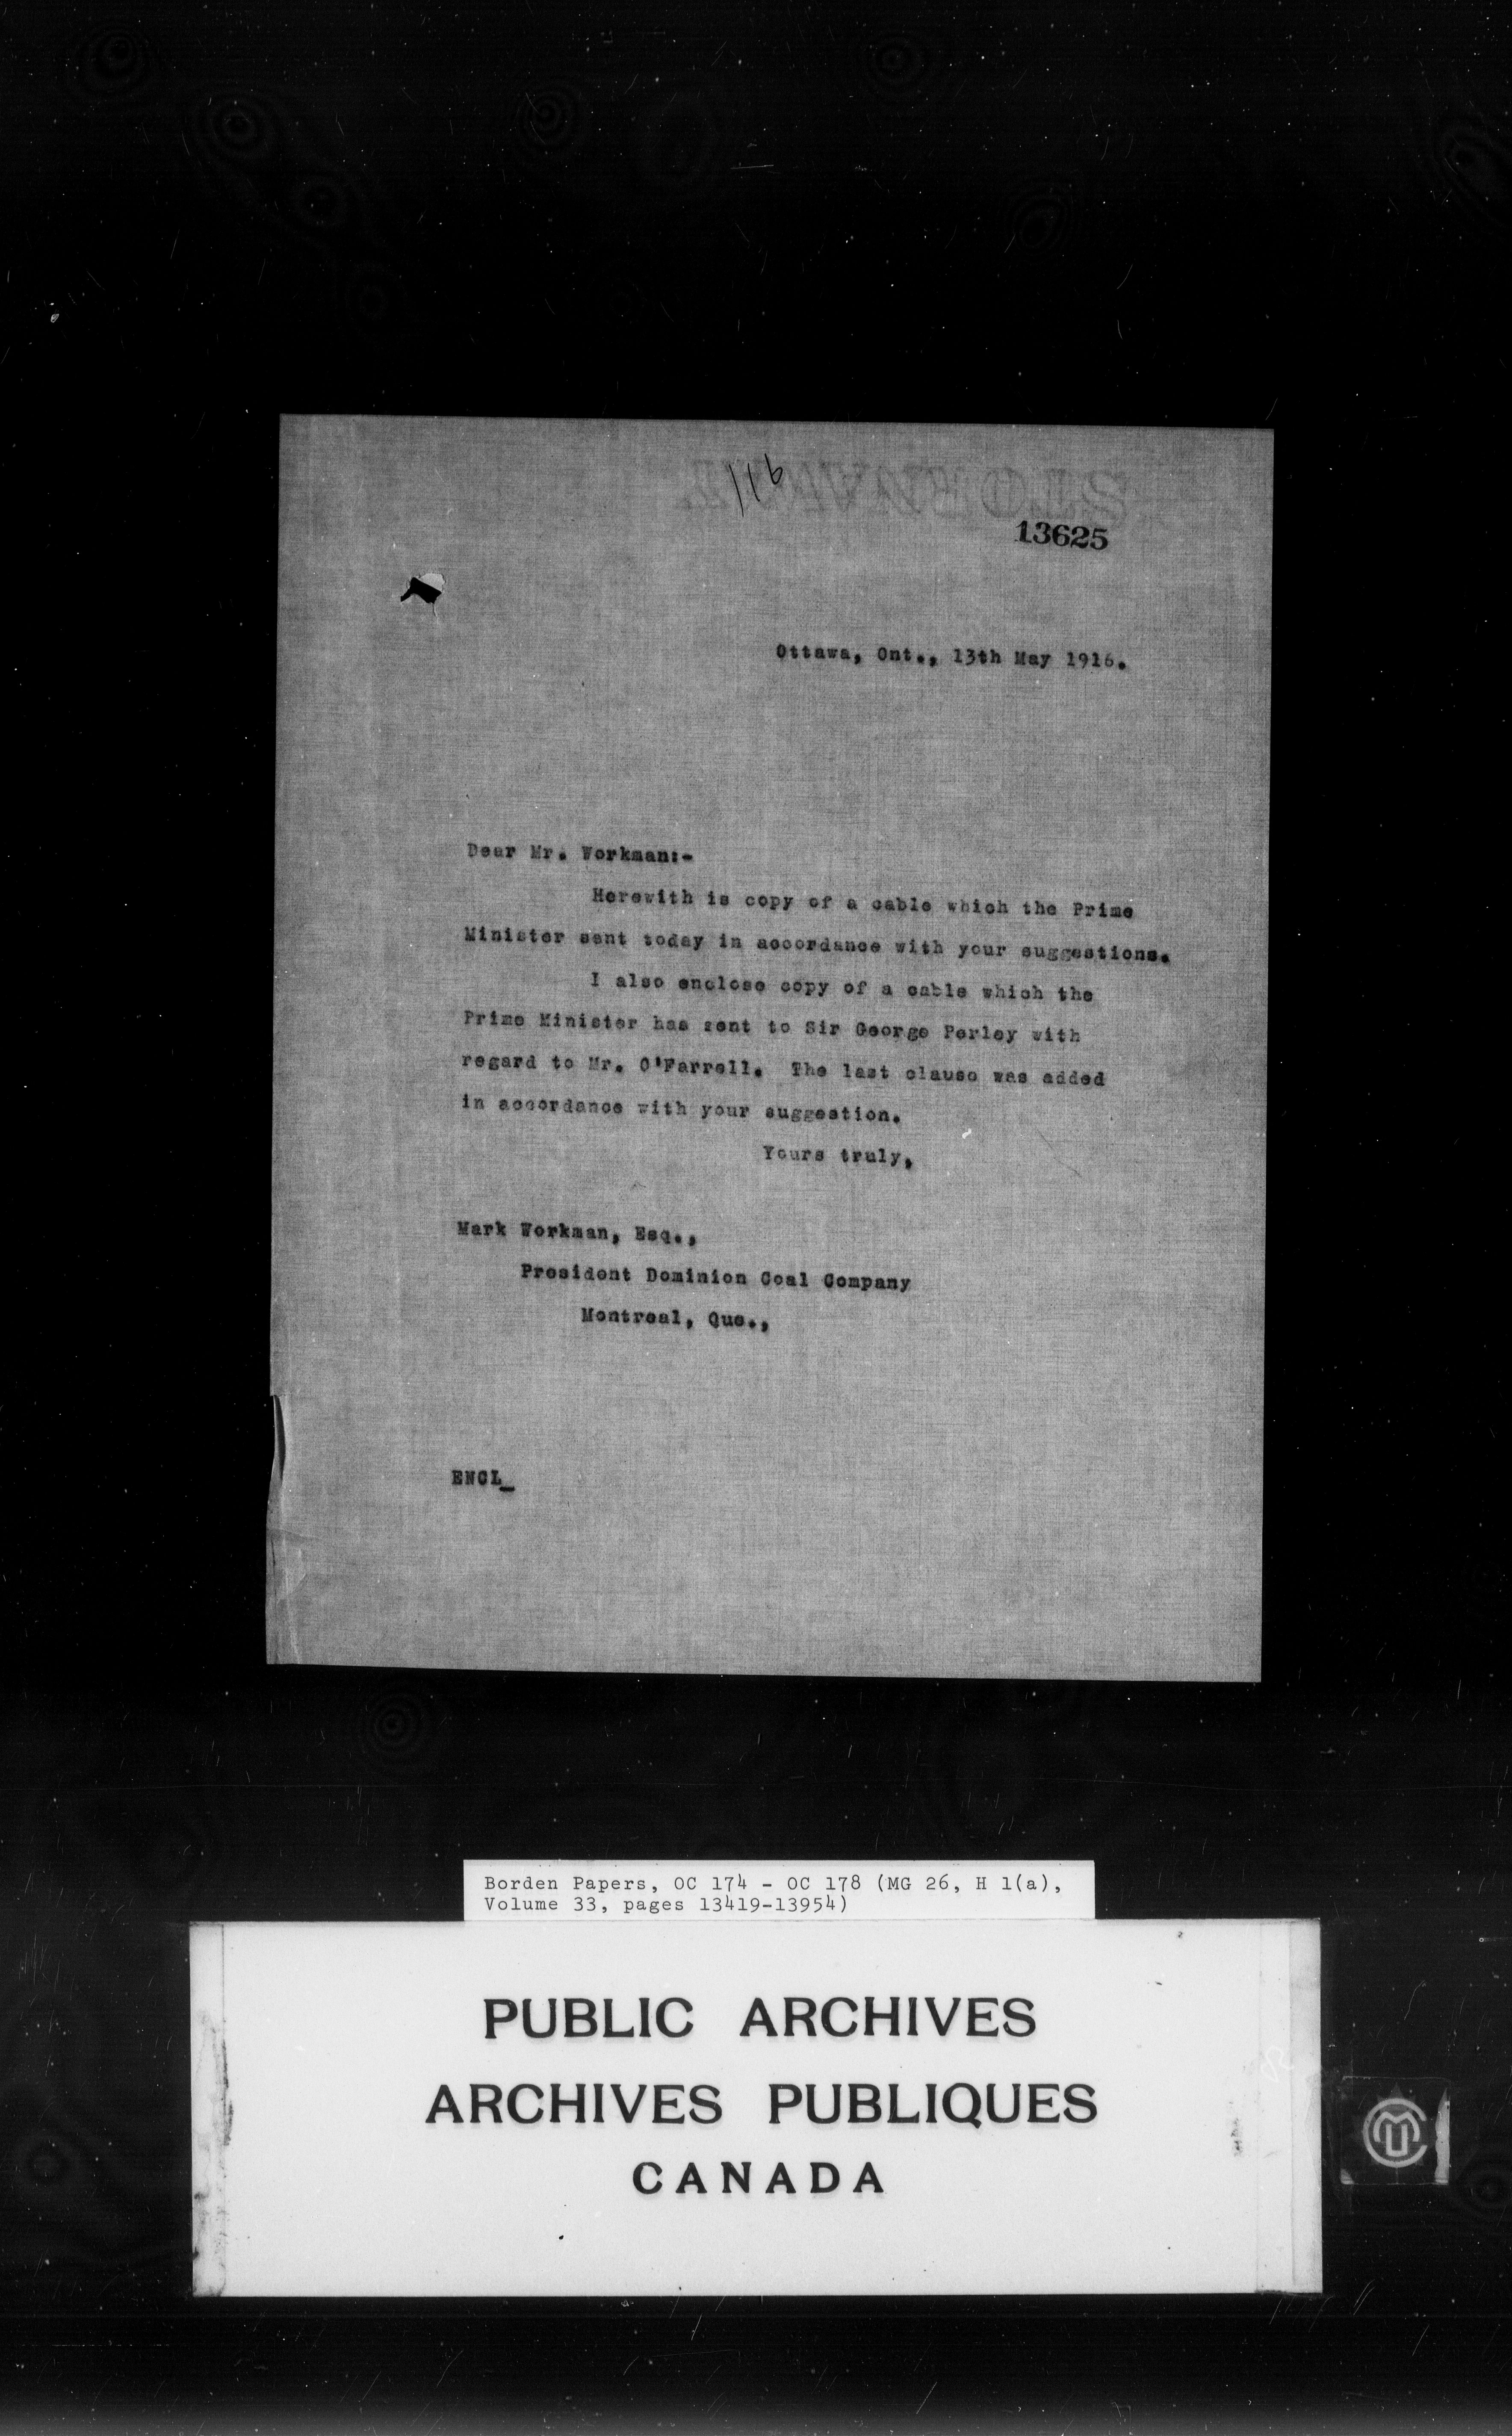 116
13625
Ottawa, Ont., 13th May 1916.
Dear Mr. Workman:-
Herewith is copy of a cable which the Prime
Minister sent today in accordance with your suggestions.
I also enclose copy of a cable which the
Prime Minister has sent to Sir George Perley with
regard to Mr. O'Farrell. The last clause was added
in accordance with your suggestion.
Yours truly,
Mark Workman, Esq.,
President Dominion Coal Company
Montreal, Que.,
ENCL_
Borden Papers, OC 174 - OC 178 (MG 26, H 1(a),
Volume 33, pages 13419-13954)
PUBLIC ARCHIVES
ARCHIVES PUBLIQUES
CANADA